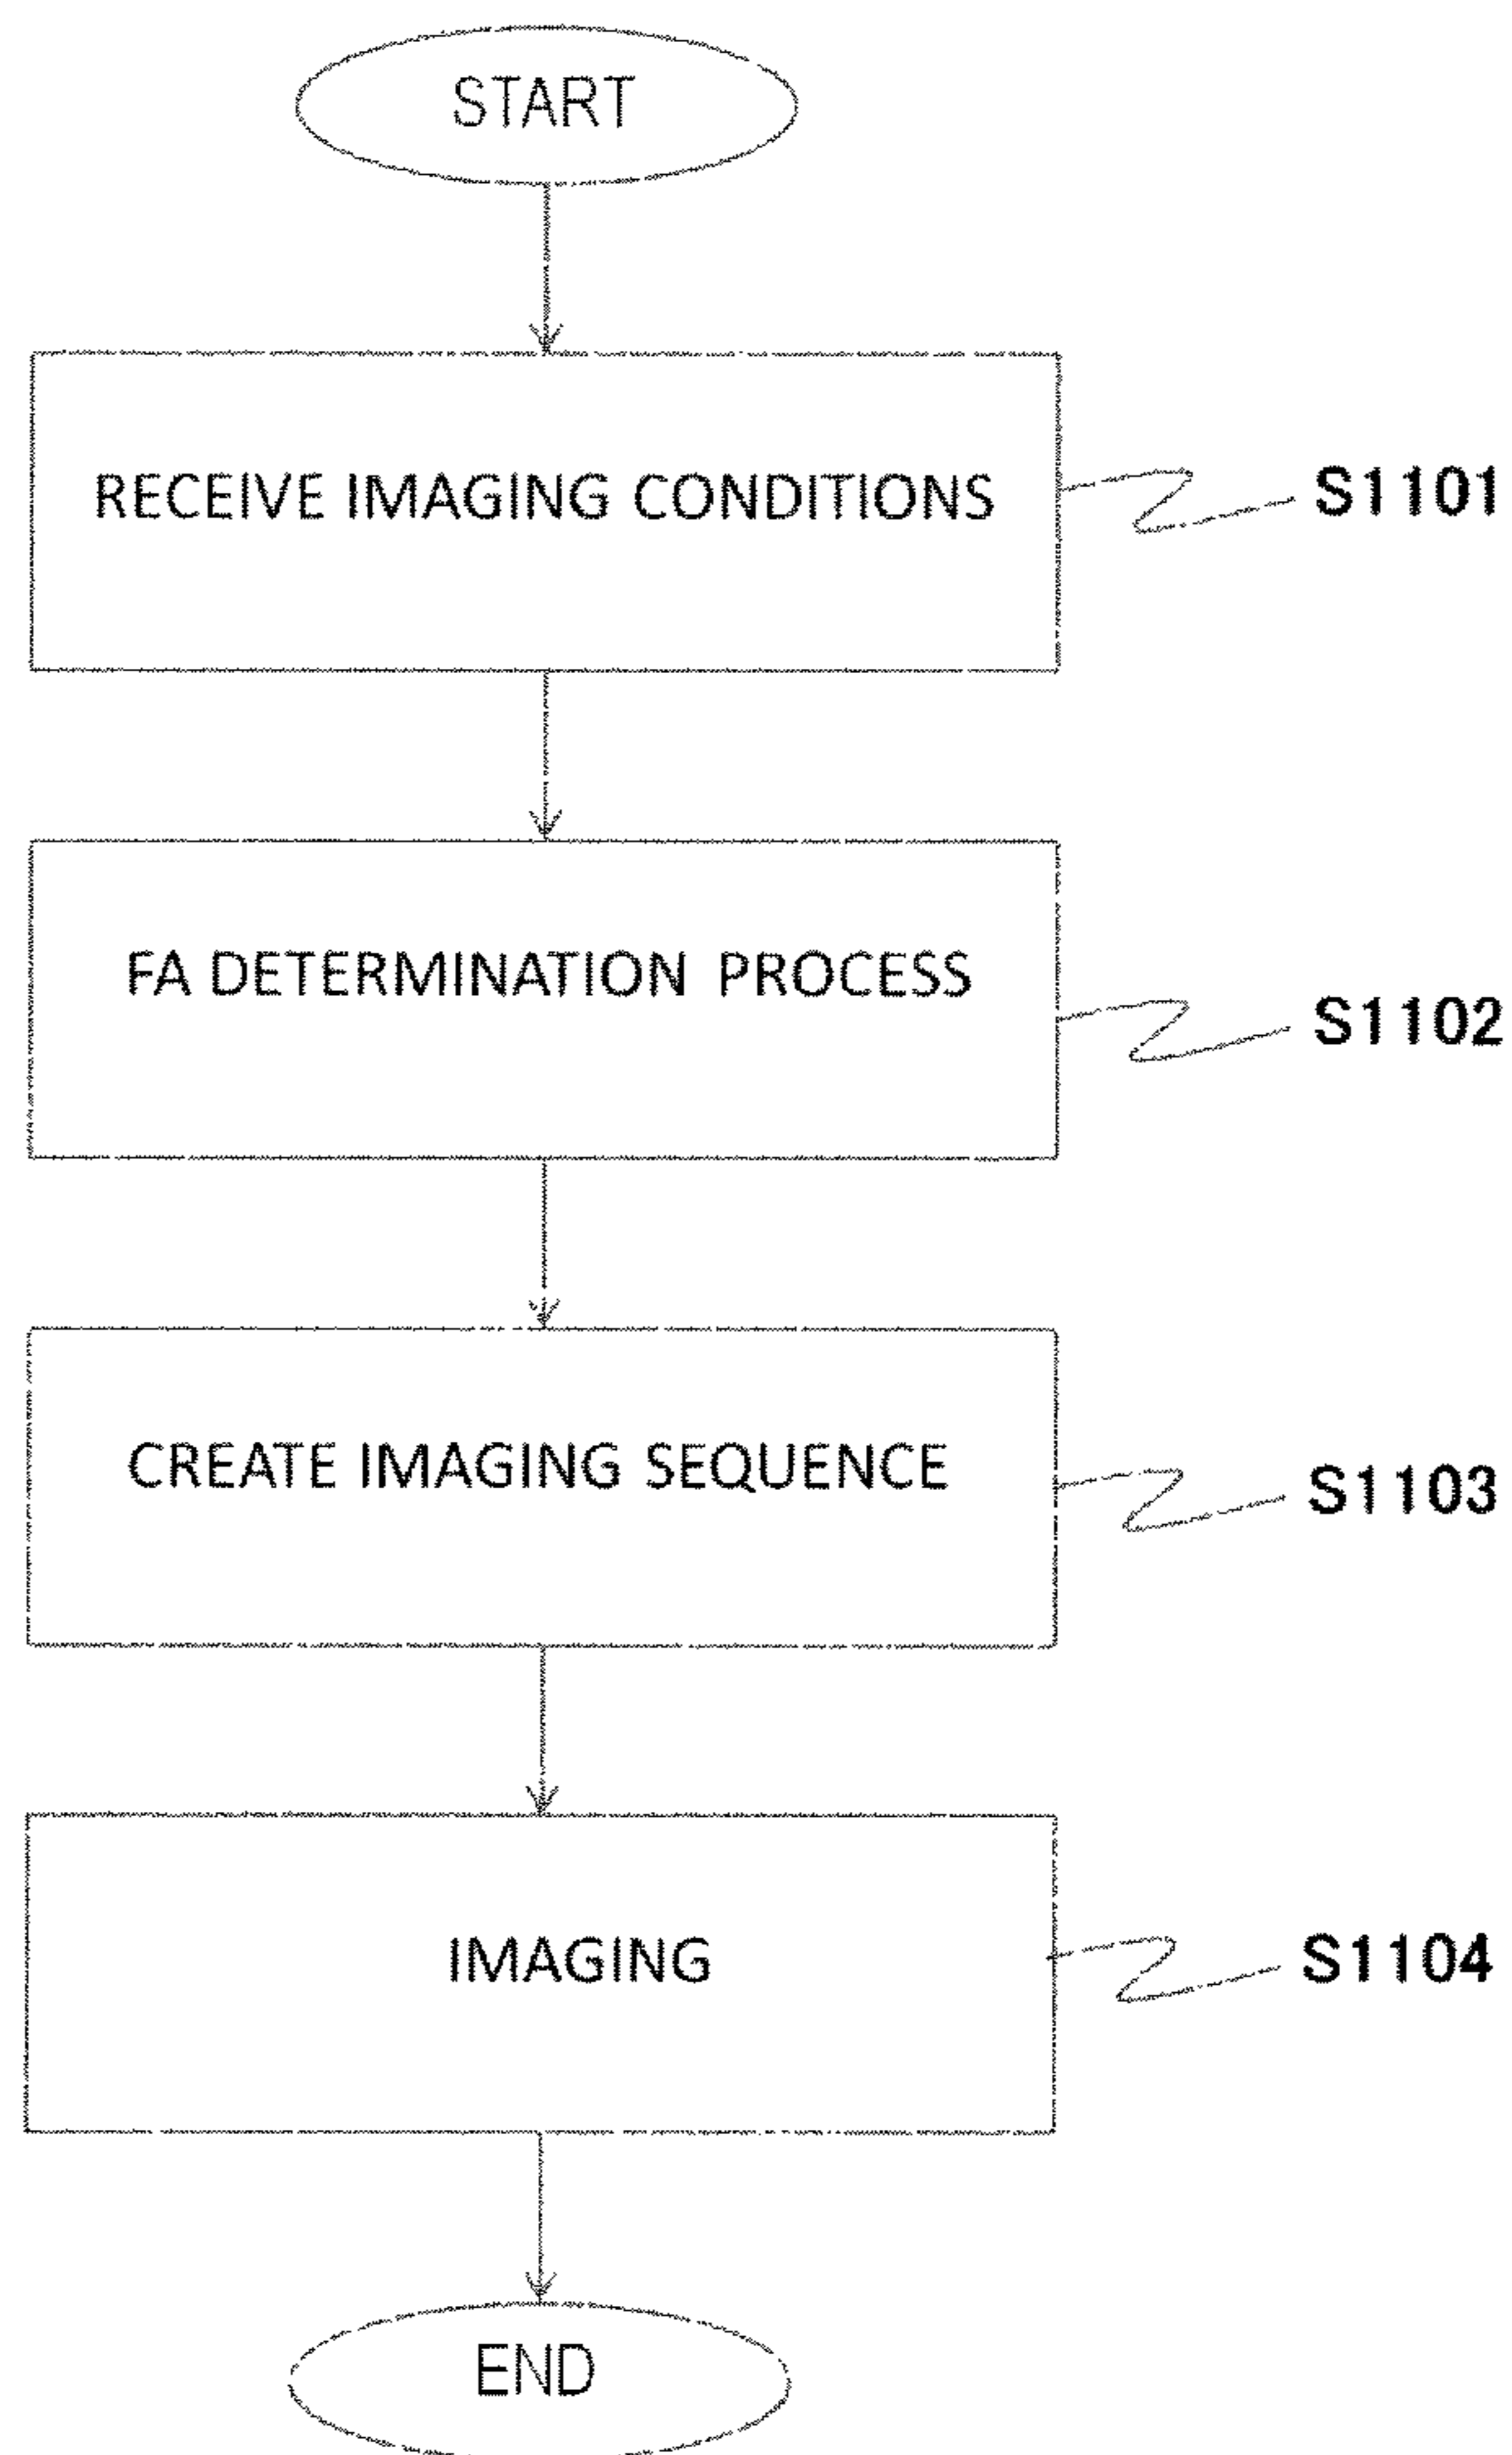 START
RECEIVE IMAGING CONDITIONS
S1101
FA DETERMINATION PROCESS
S1102
CREATE IMAGING SEQUENCE
S1103
IMAGING
S1104
END